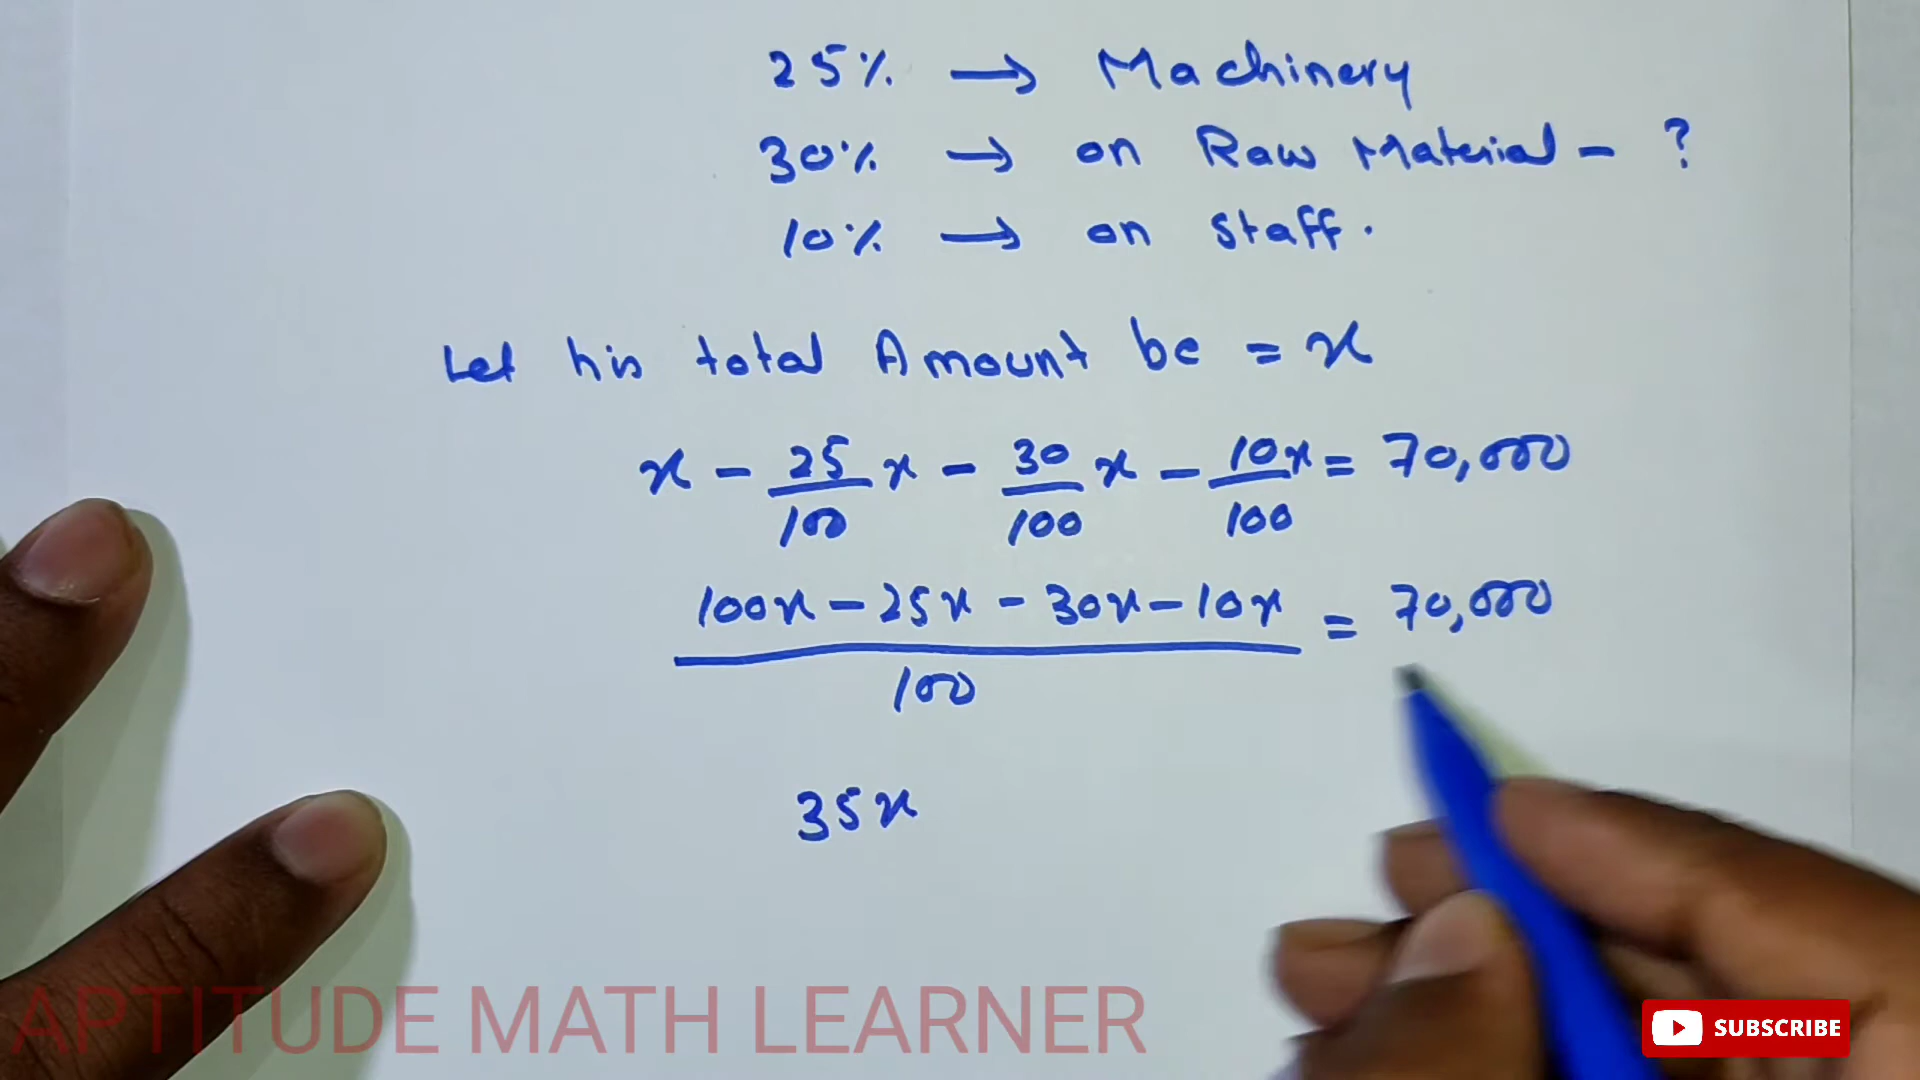 25% → Machinery
30% → on Raw Material - ?
10% → on Staff.
Let his total Amount be = x
x - 25/100 x - 30/100 x - 10x/100 = 70,000
100x - 25x - 30x - 10x / 100 = 70,000
35x
APTITUDE MATH LEARNER
SUBSCRIBE